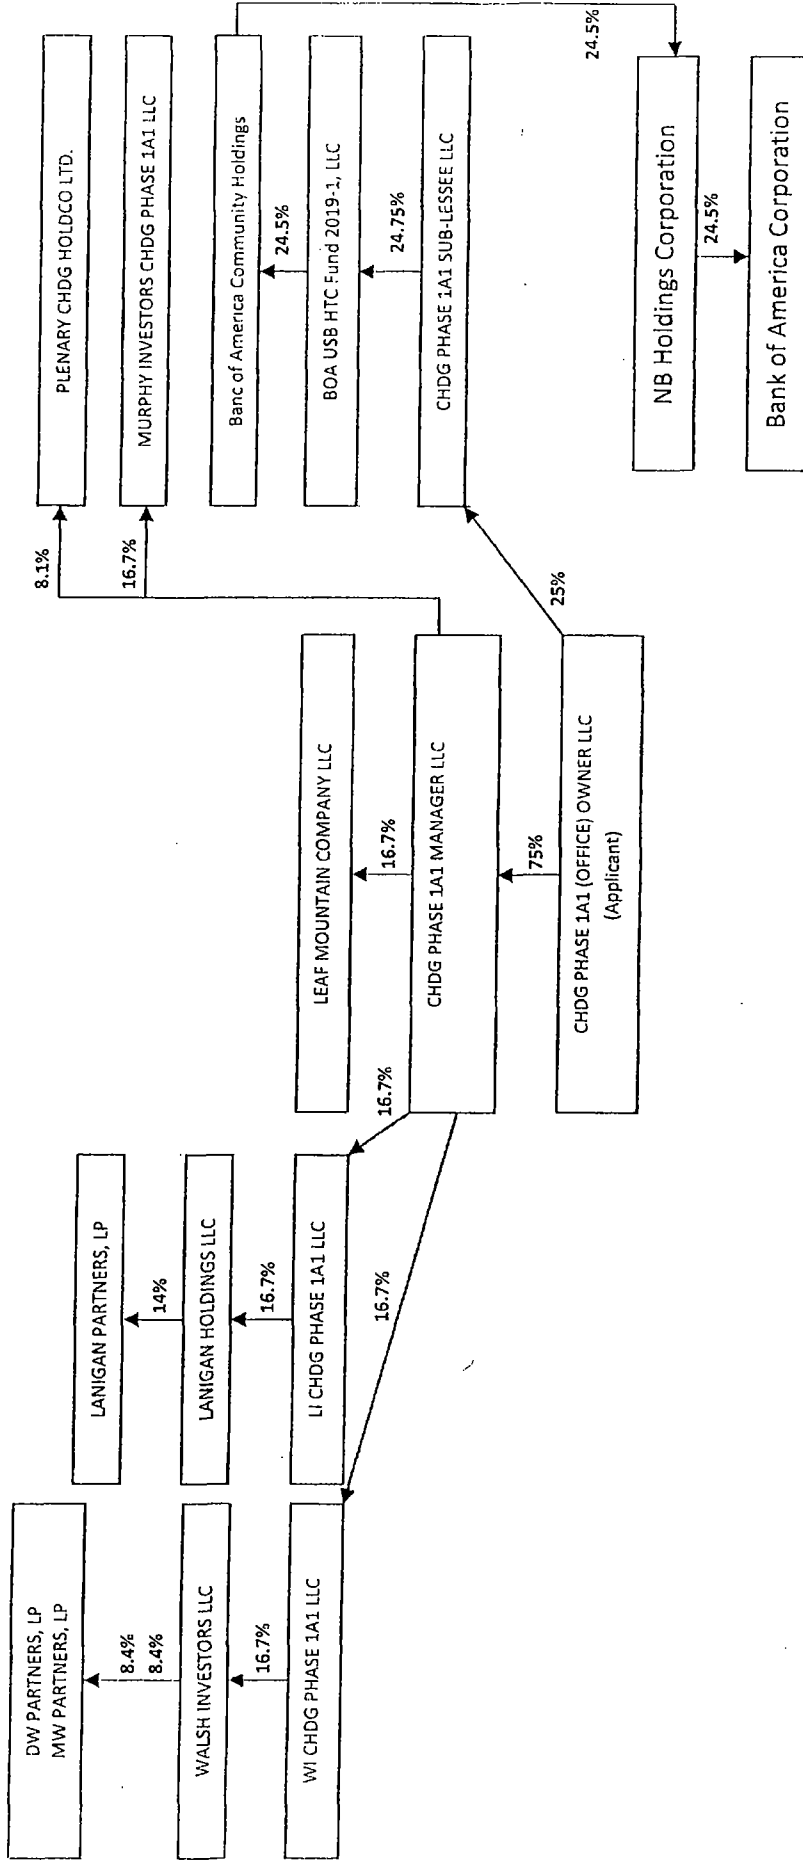 DW PARTNERS, LP
MW PARTNERS, LP
8.4%
8.4%
WALSH INVESTORS LLC
16.7%
WI CHDG PHASE 1A1 LLC
LANIGAN PARTNERS, LP
14%
LANIGAN HOLDINGS LLC
16.7%
LI CHDG PHASE 1A1 LLC
16.7%
16.7%
LEAF MOUNTAIN COMPANY LLC
16.7%
CHDG PHASE 1A1 MANAGER LLC
75%
CHDG PHASE 1A1 (OFFICE) OWNER LLC
(Applicant)
8.1%
16.7%
25%
PLENARY CHDG HOLDCO LTD.
MURPHY INVESTORS CHDG PHASE 1A1 LLC
Banc of America Community Holdings
24.5%
BOA USB HTC Fund 2019-1, LLC
24.75%
CHDG PHASE 1A1 SUB-LESSEE LLC
24.5%
NB Holdings Corporation
24.5%
Bank of America Corporation